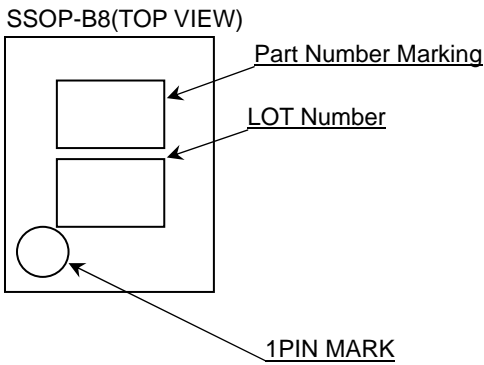 SSOP-B8(TOP VIEW)
Part Number Marking
LOT Number
1PIN MARK